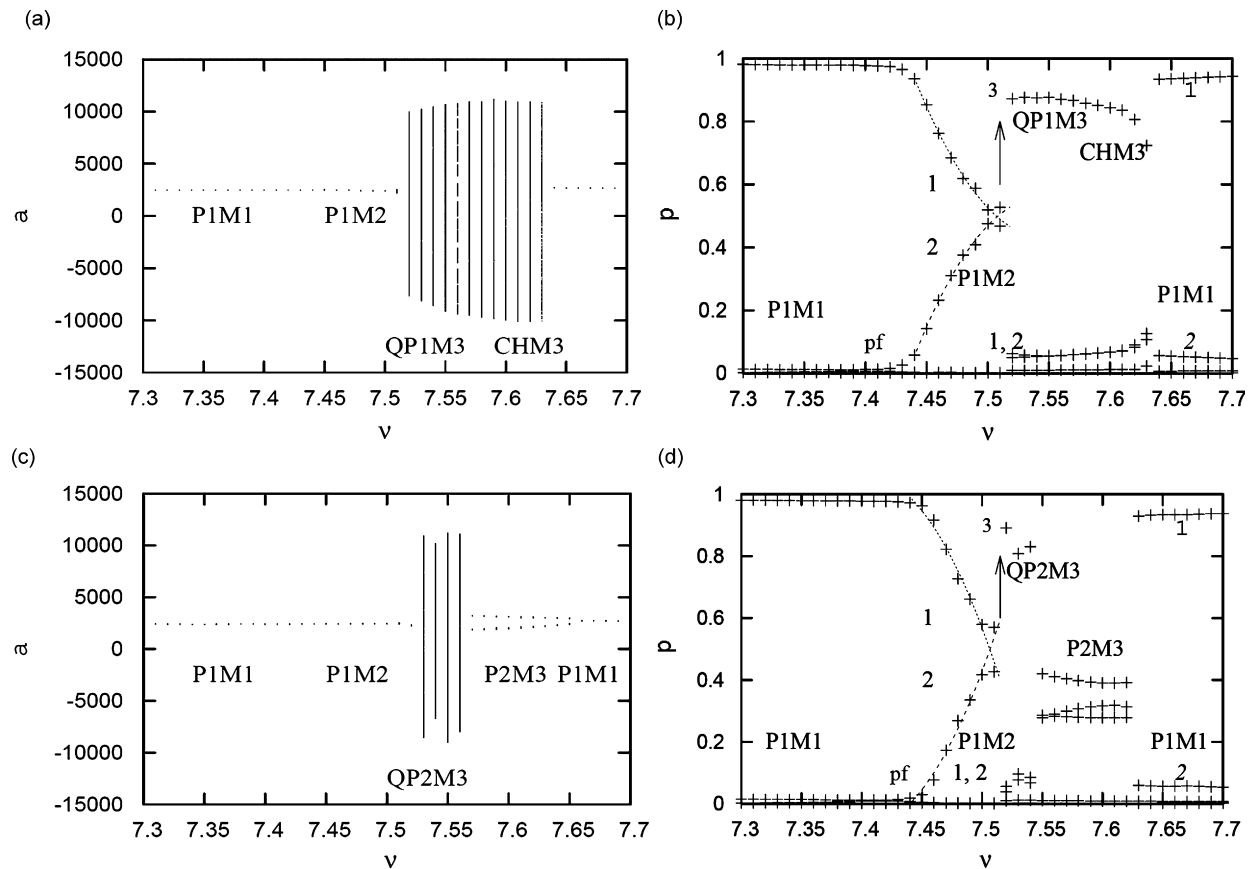 (a)
15000
10000
5000
0
-5000
-10000
-15000
a
P1M1
P1M2
QP1M3
CHM3
7.3
7.35
7.4
7.45
7.5
7.55
7.6
7.65
7.7
ν
(b)
1
0.8
0.6
0.4
0.2
0
p
3
QP1M3
CHM3
1
1
2
P1M2
P1M1
P1M1
pf
1, 2
2
7.3
7.35
7.4
7.45
7.5
7.55
7.6
7.65
7.7
ν
(c)
15000
10000
5000
0
-5000
-10000
-15000
a
P1M1
P1M2
P2M3
P1M1
QP2M3
7.3
7.35
7.4
7.45
7.5
7.55
7.6
7.65
7.7
ν
(d)
1
0.8
0.6
0.4
0.2
0
p
3
1
QP2M3
1
P2M3
2
P1M1
P1M2
P1M1
pf
1, 2
2
7.3
7.35
7.4
7.45
7.5
7.55
7.6
7.65
7.7
ν